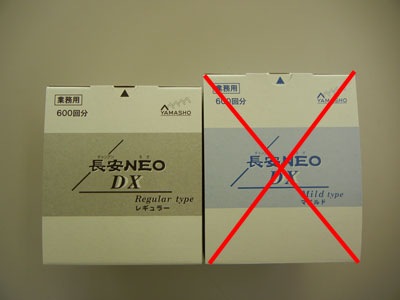 業務用
600回分
YAMASHO
長安NEO
DX
Regular type
レギュラー
業務用
600回分
YAMASHO
長安NEO
DX
Mild type
マイルド